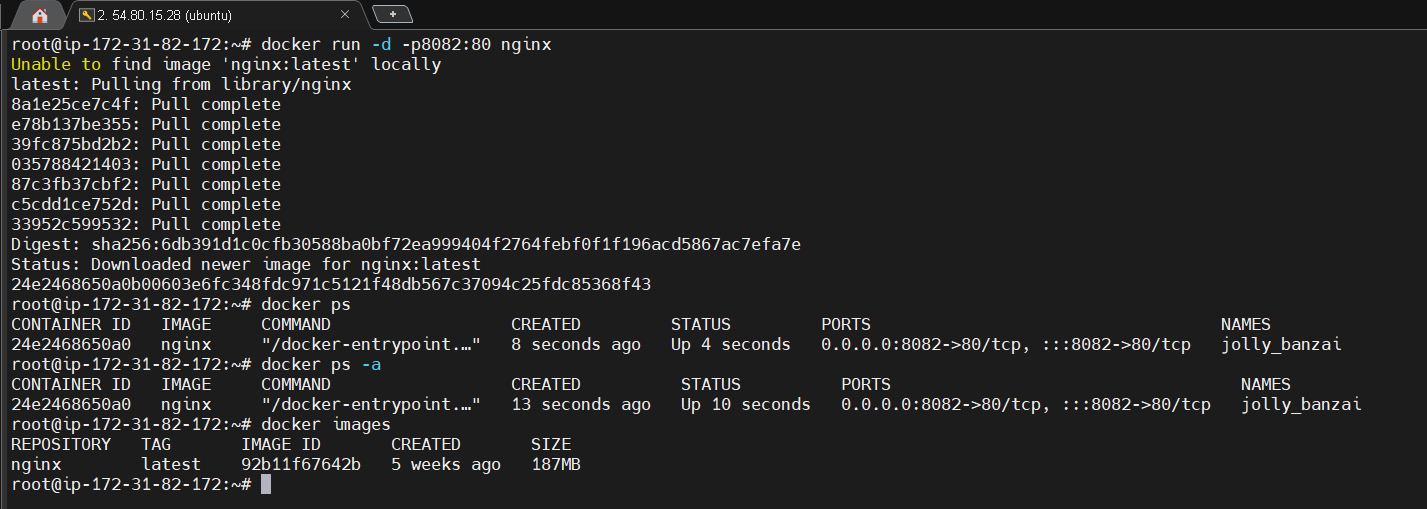 2. 54.80.15.28 (ubuntu)
root@ip-172-31-82-172:~# docker run -d -p8082:80 nginx
Unable to find image 'nginx:latest' locally
latest: Pulling from library/nginx
8a1e25ce7c4f: Pull complete
e78b137be355: Pull complete
39fc875bd2b2: Pull complete
035788421403: Pull complete
87c3fb37cbf2: Pull complete
c5cdd1ce752d: Pull complete
33952c599532: Pull complete
Digest: sha256:6db391d1c0cfb30588ba0bf72ea999404f2764febf0f1f196acd5867ac7efa7e
Status: Downloaded newer image for nginx:latest
24e2468650a0b00603e6fc348fdc971c5121f48db567c37094c25fdc85368f43
root@ip-172-31-82-172:~# docker ps
CONTAINER ID   IMAGE     COMMAND                  CREATED         STATUS         PORTS                                   NAMES
24e2468650a0   nginx     "/docker-entrypoint.…"   8 seconds ago   Up 4 seconds   0.0.0.0:8082->80/tcp, :::8082->80/tcp   jolly_banzai
root@ip-172-31-82-172:~# docker ps -a
CONTAINER ID   IMAGE     COMMAND                  CREATED          STATUS          PORTS                                   NAMES
24e2468650a0   nginx     "/docker-entrypoint.…"   13 seconds ago   Up 10 seconds   0.0.0.0:8082->80/tcp, :::8082->80/tcp   jolly_banzai
root@ip-172-31-82-172:~# docker images
REPOSITORY   TAG       IMAGE ID       CREATED       SIZE
nginx        latest    92b11f67642b   5 weeks ago   187MB
root@ip-172-31-82-172:~#